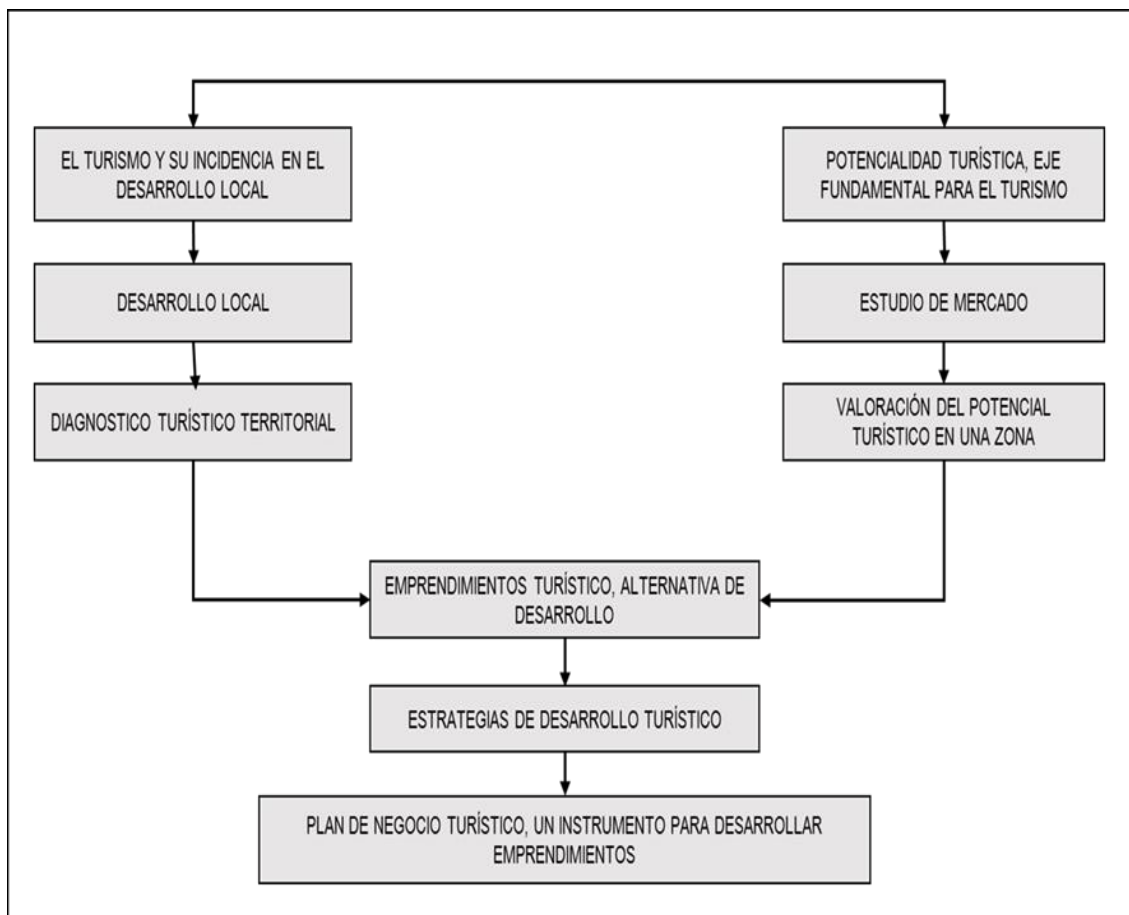 EL TURISMO Y SU INCIDENCIA EN EL
DESARROLLO LOCAL
POTENCIALIDAD TURÍSTICA, EJE
FUNDAMENTAL PARA EL TURISMO
DESARROLLO LOCAL
ESTUDIO DE MERCADO
DIAGNOSTICO TURÍSTICO TERRITORIAL
VALORACIÓN DEL POTENCIAL
TURÍSTICO EN UNA ZONA
EMPRENDIMIENTOS TURÍSTICO, ALTERNATIVA DE
DESARROLLO
ESTRATEGIAS DE DESARROLLO TURÍSTICO
PLAN DE NEGOCIO TURÍSTICO, UN INSTRUMENTO PARA DESARROLLAR
EMPRENDIMIENTOS